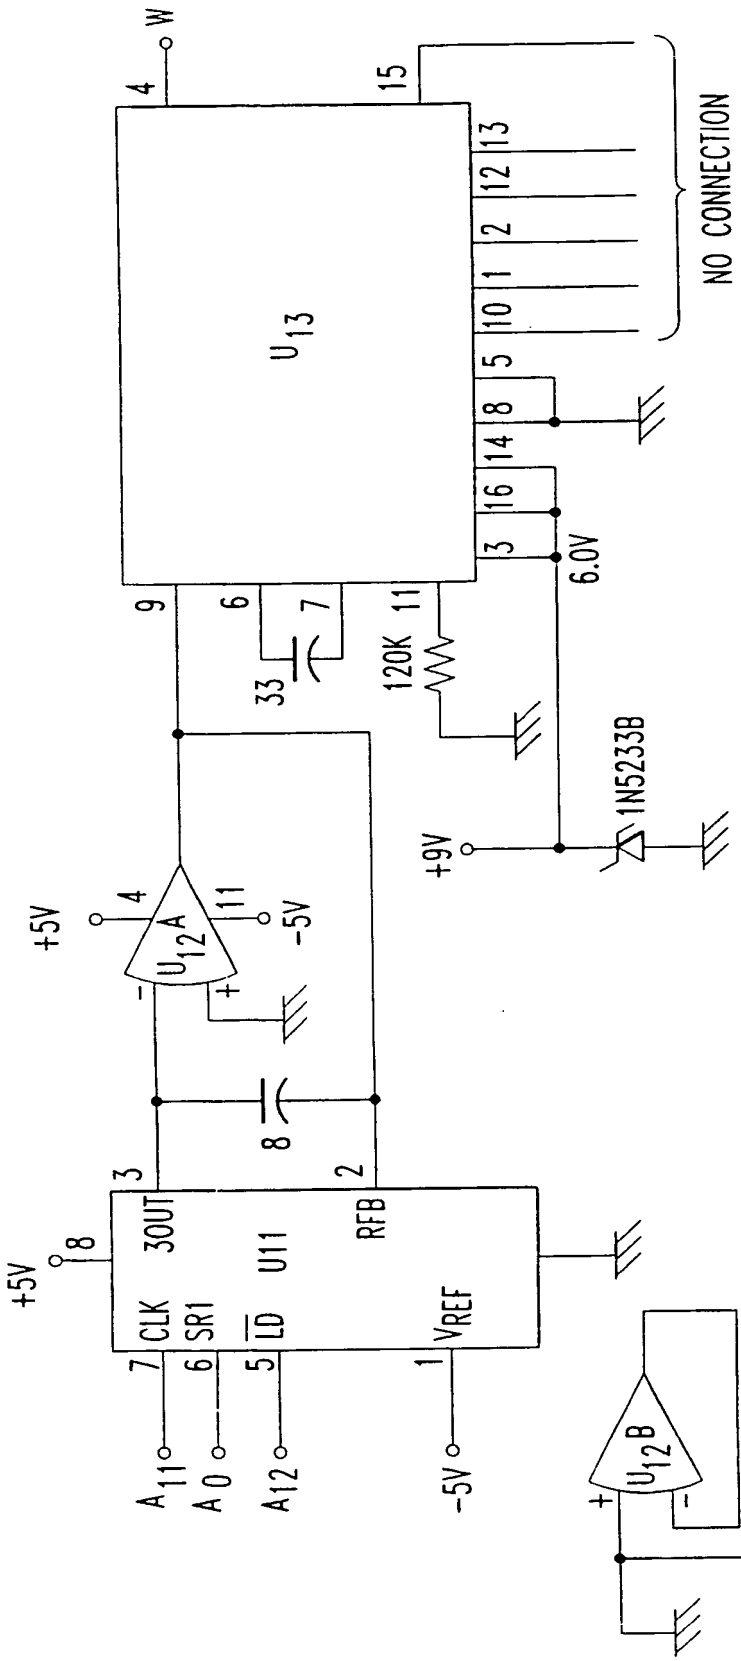 +5V
8
A11
7
CLK
A0
6
SR1
A12
5
LD
-5V
1
VREF
U11
3OUT
3
RFB
2
8
+5V
4
-
U12A
+
11
-5V
U12B
+
-
9
6
33
7
11
120K
+9V
1N5233B
6.0V
U13
3
16
14
8
5
10
1
2
12
13
15
4
W
NO CONNECTION